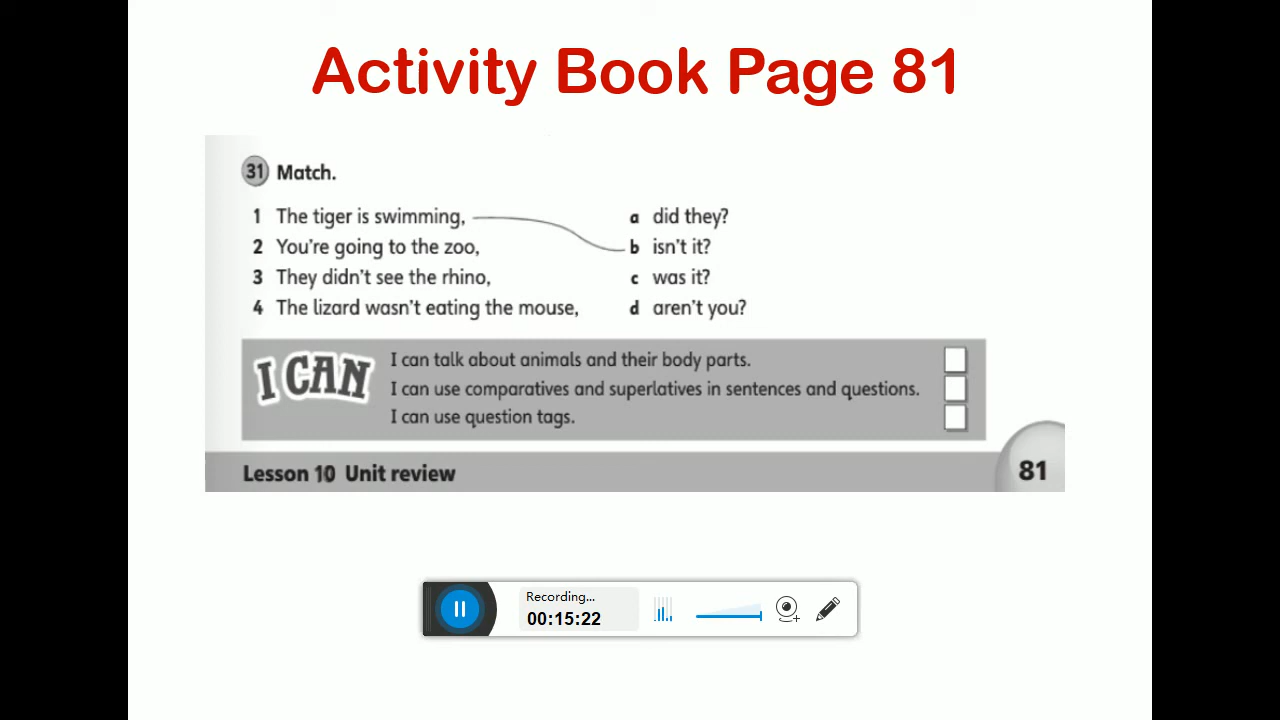 Activity Book Page 81
31 Match.
1 The tiger is swimming, a did they?
2 You're going to the zoo, b isn't it?
3 They didn't see the rhino, c was it?
4 The lizard wasn't eating the mouse, d aren't you?
I CAN
I can talk about animals and their body parts.
I can use comparatives and superlatives in sentences and questions.
I can use question tags.
Lesson 10 Unit review 81
Recording...
00:15:22